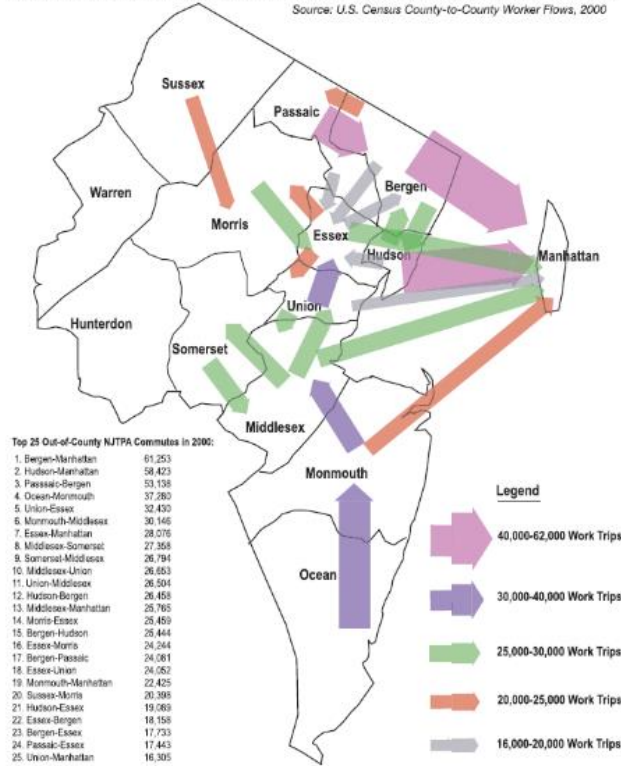 Source: U.S. Census County-to-County Worker Flows, 2000
Sussex
Passaic
Warren
Bergen
Morris
Essex
Hudson
Manhattan
Union
Hunterdon
Somerset
Middlesex
Monmouth
Ocean
Top 25 Out-of-County NJTPA Commutes in 2000:
1. Bergen-Manhattan 61,253
2. Hudson-Manhattan 58,423
3. Passsaic-Bergen 53,138
4. Ocean-Monmouth 37,280
5. Union-Essex 32,430
6. Monmouth-Middlesex 30,146
7. Essex-Manhattan 28,076
8. Middlesex-Somerset 27,358
9. Somerset-Middlesex 26,794
10. Middlesex-Union 26,653
11. Union-Middlesex 26,504
12. Hudson-Bergen 26,458
13. Middlesex-Manhattan 25,765
14. Morris-Essex 25,459
15. Bergen-Hudson 25,444
16. Essex-Morris 24,244
17. Bergen-Passaic 24,081
18. Essex-Union 24,052
19. Monmouth-Manhattan 22,425
20. Sussex-Morris 20,398
21. Hudson-Essex 19,089
22. Essex-Bergen 18,158
23. Bergen-Essex 17,733
24. Passaic-Essex 17,443
25. Union-Manhattan 16,305
Legend
40,000-62,000 Work Trips
30,000-40,000 Work Trips
25,000-30,000 Work Trips
20,000-25,000 Work Trips
16,000-20,000 Work Trips